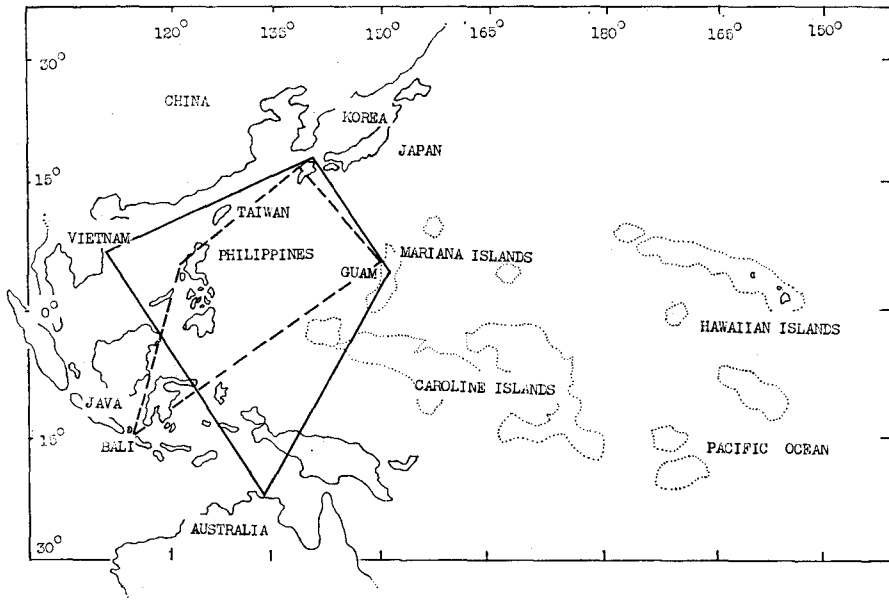 120° 135° 150° 165° 180° 165° 150°
30°
CHINA
KOREA
JAPAN
15°
TAIWAN
VIETNAM
PHILIPPINES
MARIANA ISLANDS
GUAM
0°
HAWAIIAN ISLANDS
CAROLINE ISLANDS
JAVA
15°
BALI
PACIFIC OCEAN
AUSTRALIA
30°